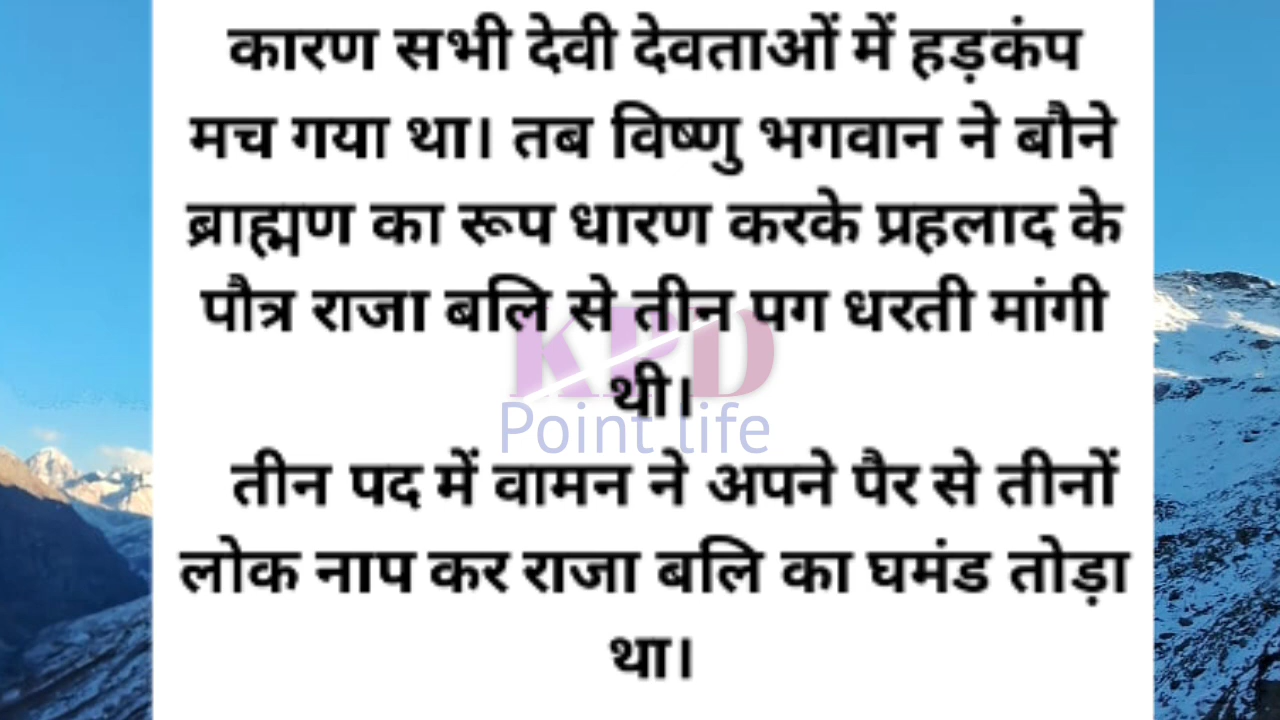 कारण सभी देवी देवताओं में हड़कंप
मच गया था। तब विष्णु भगवान ने बौने
ब्राह्मण का रूप धारण करके प्रहलाद के
पौत्र राजा बलि से तीन पग धरती मांगी
थी।
KPD
Point life
तीन पद में वामन ने अपने पैर से तीनों
लोक नाप कर राजा बलि का घमंड तोड़ा
था।